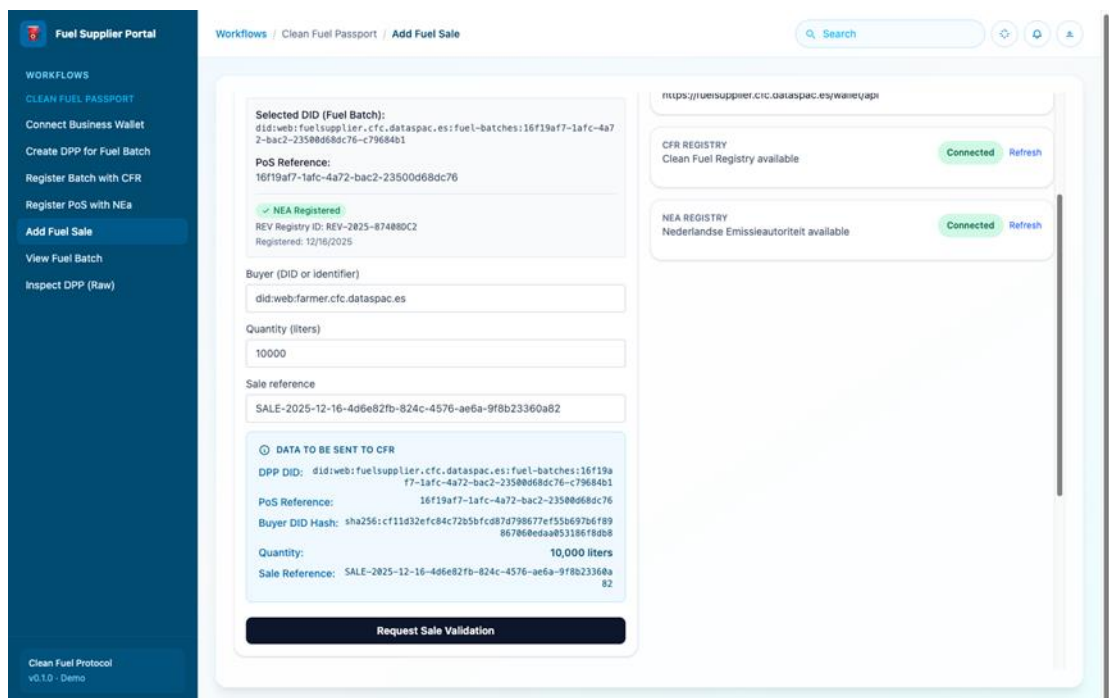 Fuel Supplier Portal
WORKFLOWS
CLEAN FUEL PASSPORT
Connect Business Wallet
Create DPP for Fuel Batch
Register Batch with CFR
Register PoS with NEa
Add Fuel Sale
View Fuel Batch
Inspect DPP (Raw)
Clean Fuel Protocol
v0.1.0 - Demo
Workflows / Clean Fuel Passport / Add Fuel Sale
Search
Selected DID (Fuel Batch):
did:web:fuelsupplier.cfc.dataspac.es:fuel-batches:16f19af7-1afc-4a7
2-bac2-23500d68dc76-c79684b1
PoS Reference:
16f19af7-1afc-4a72-bac2-23500d68dc76
✓ NEA Registered
REV Registry ID: REV-2025-87408DC2
Registered: 12/16/2025
Buyer (DID or identifier)
did:web:farmer.cfc.dataspac.es
Quantity (liters)
10000
Sale reference
SALE-2025-12-16-4d6e82fb-824c-4576-ae6a-9f8b23360a82
DATA TO BE SENT TO CFR
DPP DID: did:web:fuelsupplier.cfc.dataspac.es:fuel-batches:16f19a
f7-1afc-4a72-bac2-23500d68dc76-c79684b1
PoS Reference: 16f19af7-1afc-4a72-bac2-23500d68dc76
Buyer DID Hash: sha256:cf11d32efc84c72b5bfcd87d798677ef55b697b6f89
867060edaa053186f8db8
Quantity: 10,000 liters
Sale Reference: SALE-2025-12-16-4d6e82fb-824c-4576-ae6a-9f8b23360a
82
Request Sale Validation
https://fuelsupplier.cfc.dataspac.es/wallet/api
CFR REGISTRY
Clean Fuel Registry available
Connected Refresh
NEA REGISTRY
Nederlandse Emissieautoriteit available
Connected Refresh